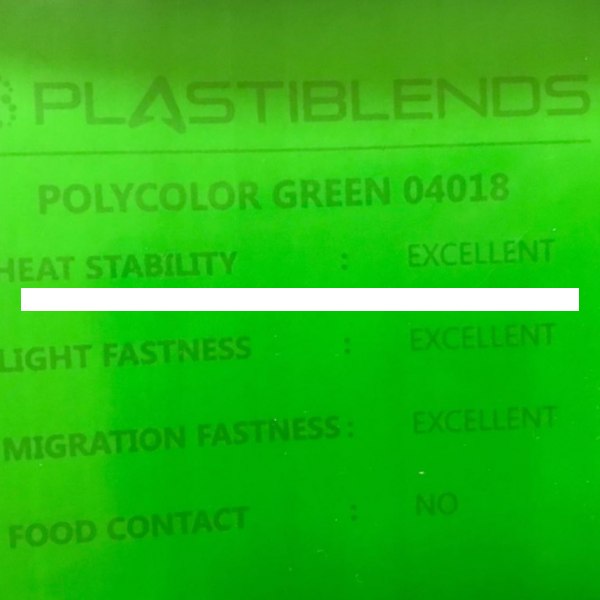 PLASTIBLENDS
POLYCOLOR GREEN 04018
HEAT STABILITY : EXCELLENT
LIGHT FASTNESS : EXCELLENT
MIGRATION FASTNESS : EXCELLENT
FOOD CONTACT : NO